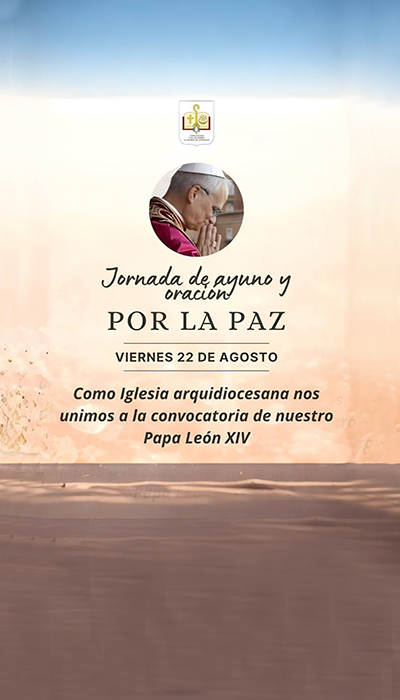 Jornada de ayuno y
oración
POR LA PAZ
VIERNES 22 DE AGOSTO
Como Iglesia arquidiocesana nos
unimos a la convocatoria de nuestro
Papa León XIV